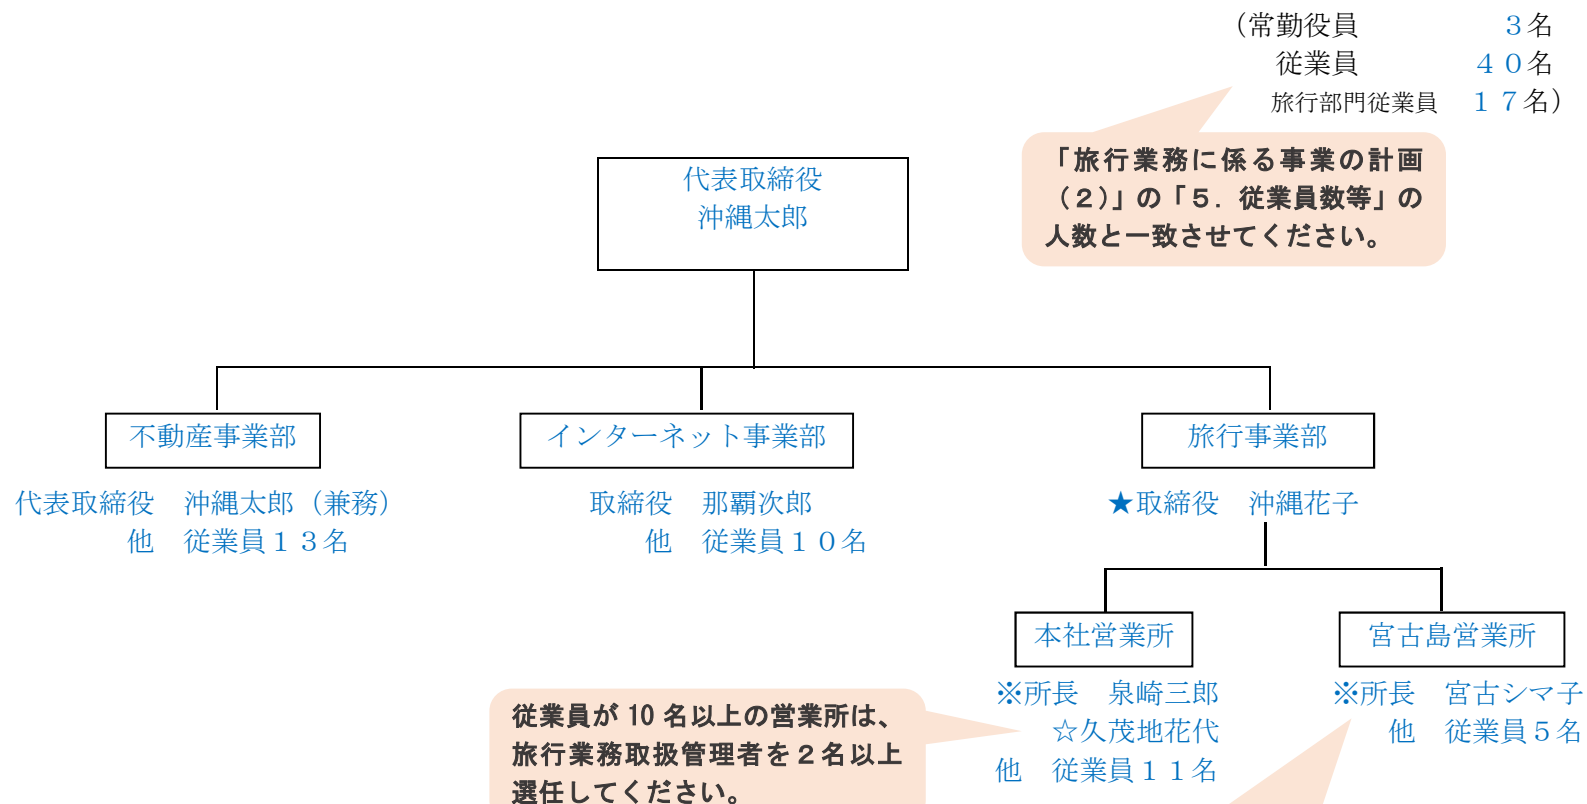 （常勤役員　３名
従業員　４０名
旅行部門従業員　１７名）
「旅行業務に係る事業の計画
（２）」の「５．従業員数等」の
人数と一致させてください。
代表取締役
沖縄太郎
不動産事業部
代表取締役　沖縄太郎（兼務）
他　従業員１３名
インターネット事業部
取締役　那覇次郎
他　従業員１０名
旅行事業部
★取締役　沖縄花子
本社営業所
※所長　泉崎三郎
☆久茂地花代
他　従業員１１名
宮古島営業所
※所長　宮古シマ子
他　従業員５名
従業員が 10 名以上の営業所は、
旅行業務取扱管理者を２名以上
選任してください。